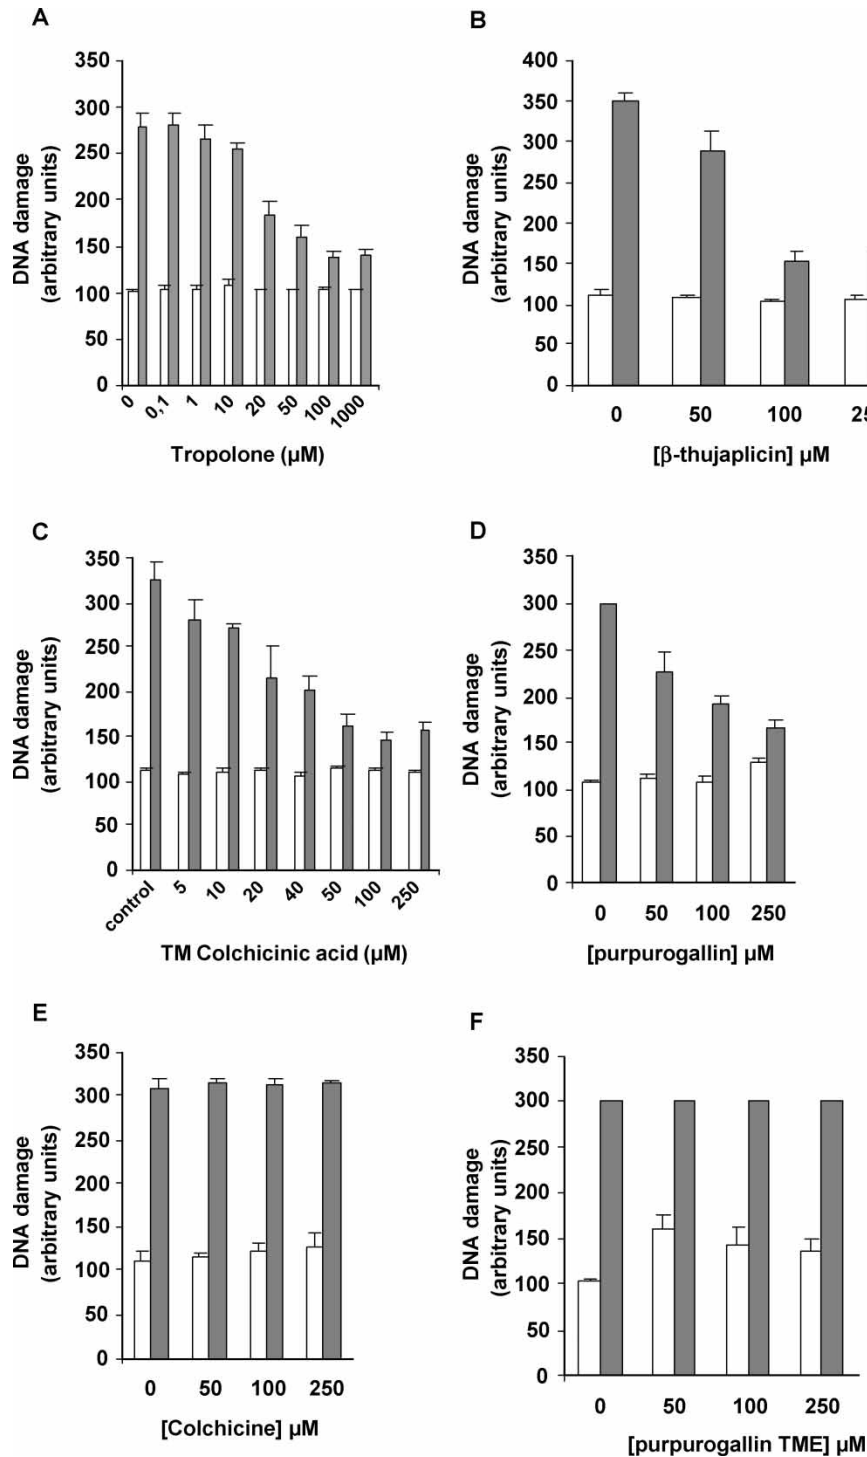 A
350
300
250
200
150
100
50
0
DNA damage
(arbitrary units)
0 0,1 1 10 20 50 100 1000
Tropolone (µM)
B
400
350
300
250
200
150
100
50
0
DNA damage
(arbitrary units)
0 50 100
[β-thujaplicin] µM
C
350
300
250
200
150
100
50
0
DNA damage
(arbitrary units)
control 5 10 20 40 50 100 250
TM Colchicinic acid (µM)
D
350
300
250
200
150
100
50
0
DNA damage
(arbitrary units)
0 50 100 250
[purpurogallin] µM
E
350
300
250
200
150
100
50
0
DNA damage
(arbitrary units)
0 50 100 250
[Colchicine] µM
F
350
300
250
200
150
100
50
0
DNA damage
(arbitrary units)
0 50 100 250
[purpurogallin TME] µM